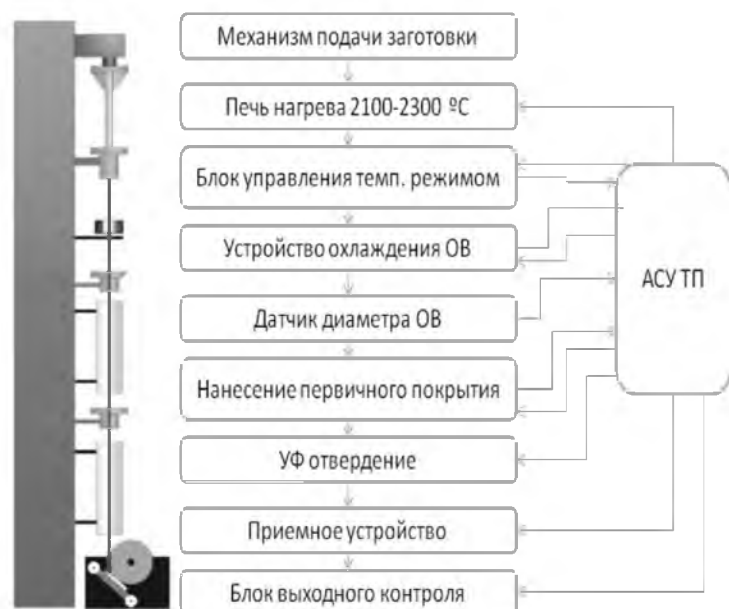 Механизм подачи заготовки
Печь нагрева 2100-2300 ºС
Блок управления темп. режимом
Устройство охлаждения ОВ
Датчик диаметра ОВ
Нанесение первичного покрытия
УФ отвердение
Приемное устройство
Блок выходного контроля
АСУ ТП